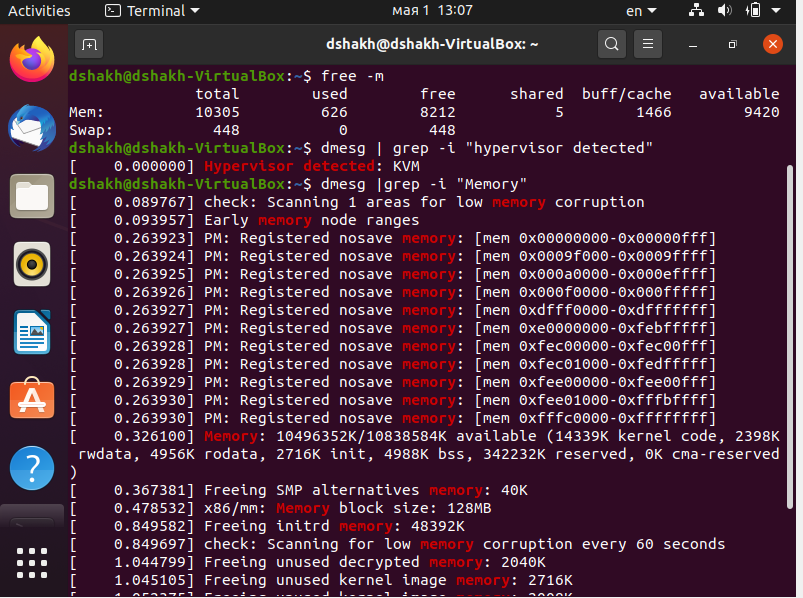 Activities Terminal мая 1 13:07 en
dshakh@dshakh-VirtualBox: ~
dshakh@dshakh-VirtualBox:~$ free -m
total used free shared buff/cache available
Mem: 10305 626 8212 5 1466 9420
Swap: 448 0 448
dshakh@dshakh-VirtualBox:~$ dmesg | grep -i "hypervisor detected"
[ 0.000000] Hypervisor detected: KVM
dshakh@dshakh-VirtualBox:~$ dmesg |grep -i "Memory"
[ 0.089767] check: Scanning 1 areas for low memory corruption
[ 0.093957] Early memory node ranges
[ 0.263923] PM: Registered nosave memory: [mem 0x00000000-0x00000fff]
[ 0.263924] PM: Registered nosave memory: [mem 0x0009f000-0x0009ffff]
[ 0.263925] PM: Registered nosave memory: [mem 0x000a0000-0x000effff]
[ 0.263926] PM: Registered nosave memory: [mem 0x000f0000-0x000fffff]
[ 0.263927] PM: Registered nosave memory: [mem 0xdfff0000-0xdfffffff]
[ 0.263927] PM: Registered nosave memory: [mem 0xe0000000-0xfebfffff]
[ 0.263928] PM: Registered nosave memory: [mem 0xfec00000-0xfec00fff]
[ 0.263928] PM: Registered nosave memory: [mem 0xfec01000-0xfedfffff]
[ 0.263929] PM: Registered nosave memory: [mem 0xfee00000-0xfee00fff]
[ 0.263930] PM: Registered nosave memory: [mem 0xfee01000-0xfffbffff]
[ 0.263930] PM: Registered nosave memory: [mem 0xfffc0000-0xffffffff]
[ 0.326100] Memory: 10496352K/10838584K available (14339K kernel code, 2398K
rwdata, 4956K rodata, 2716K init, 4988K bss, 342232K reserved, 0K cma-reserved
)
[ 0.367381] Freeing SMP alternatives memory: 40K
[ 0.478532] x86/mm: Memory block size: 128MB
[ 0.849582] Freeing initrd memory: 48392K
[ 0.849697] check: Scanning for low memory corruption every 60 seconds
[ 1.044799] Freeing unused decrypted memory: 2040K
[ 1.045105] Freeing unused kernel image memory: 2716K